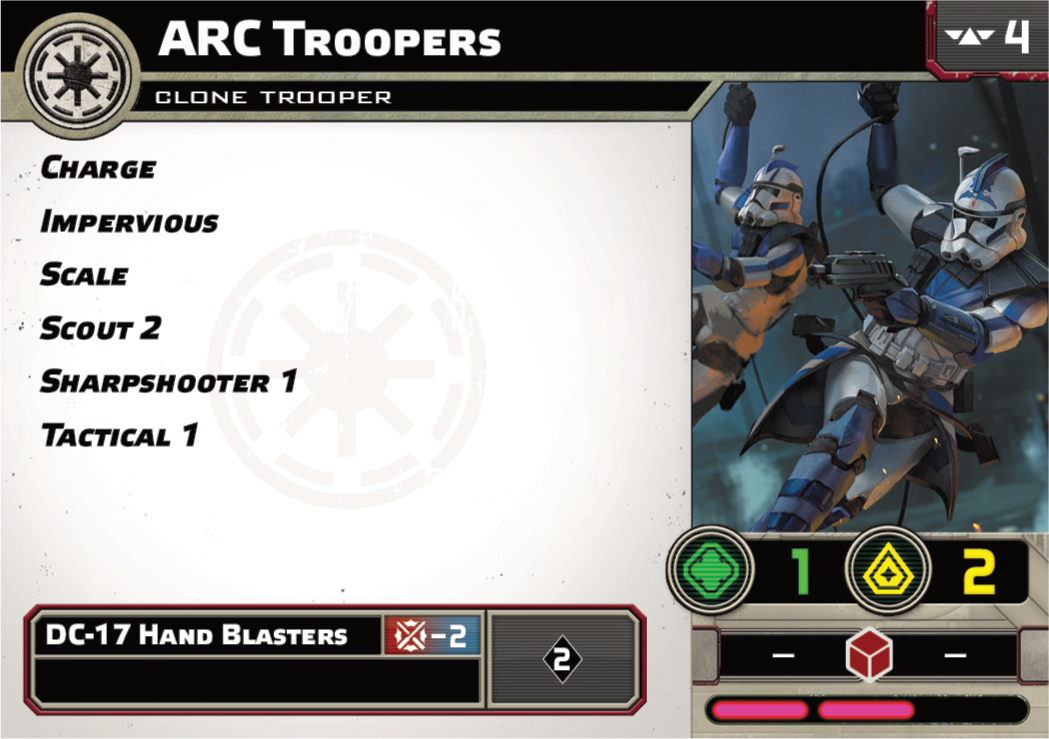 ARC TROOPERS
4
CLONE TROOPER
CHARGE
IMPERVIOUS
SCALE
SCOUT 2
SHARPSHOOTER 1
TACTICAL 1
1
2
DC-17 HAND BLASTERS
–2
2
– –